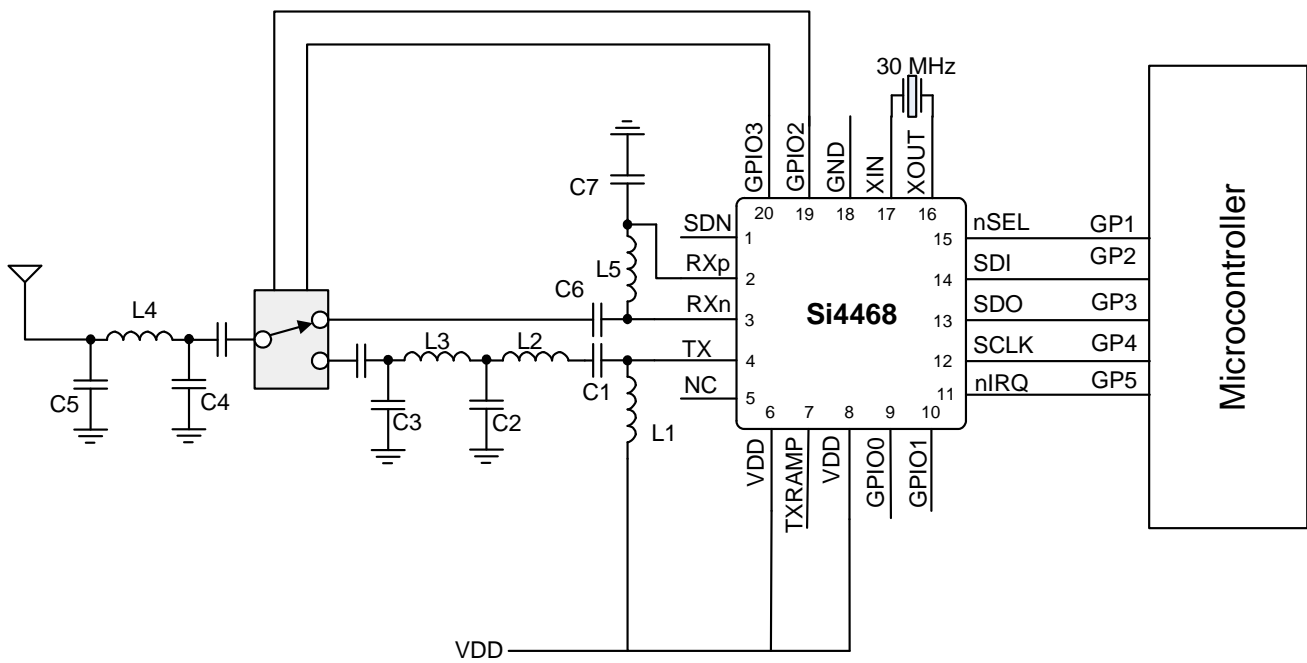 30 MHz
GPIO3
GPIO2
GND
XIN
XOUT
C7
20
19
18
17
16
SDN
1
15
nSEL
GP1
L5
RXp
2
14
SDI
GP2
C6
RXn
3
Si4468
13
SDO
GP3
L4
L3
L2
TX
4
12
SCLK
GP4
C5
C4
C3
C2
C1
NC
5
11
nIRQ
GP5
L1
6
7
8
9
10
VDD
TXRAMP
VDD
GPIO0
GPIO1
Microcontroller
VDD